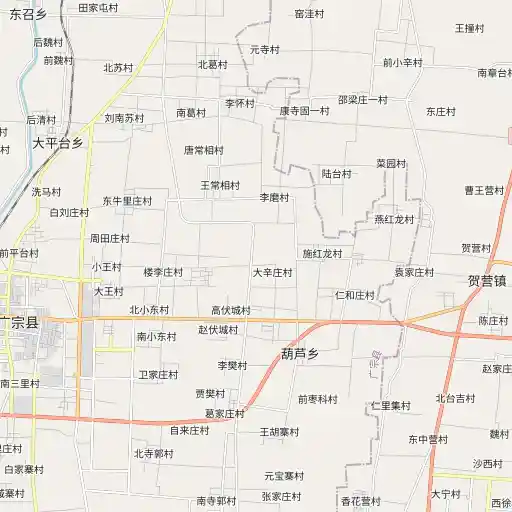 东召乡
田家屯村
窑洼村
王撞村
后魏村
元寺村
前魏村
北苏村
北葛村
前小辛村
南章台村
李怀村
邵梁庄一村
后清村
刘南苏村
南葛村
康寺固一村
东庄村
大平台乡
唐常相村
菜园村
陆台村
洗马村
王常相村
曹王营村
东牛里庄村
李磨村
白刘庄村
燕红龙村
周田庄村
贺营村
前平台村
施红龙村
小王村
楼李庄村
大辛庄村
袁家庄村
贺营镇
大王村
仁和庄村
北小东村
高伏城村
广宗县
赵伏城村
陈庄村
南小东村
葫芦乡
李樊村
广宗县
赵家庄
卫家庄村
南三里村
贾樊村
前枣科村
北台吉村
葛家庄村
仁里集村
自来庄村
王胡寨村
魏村
东中营村
里庄村
北寺郭村
白家寨村
沙西村
元宝寨村
戚寨村
南寺郭村
张家庄村
香花营村
大宁村
西徐